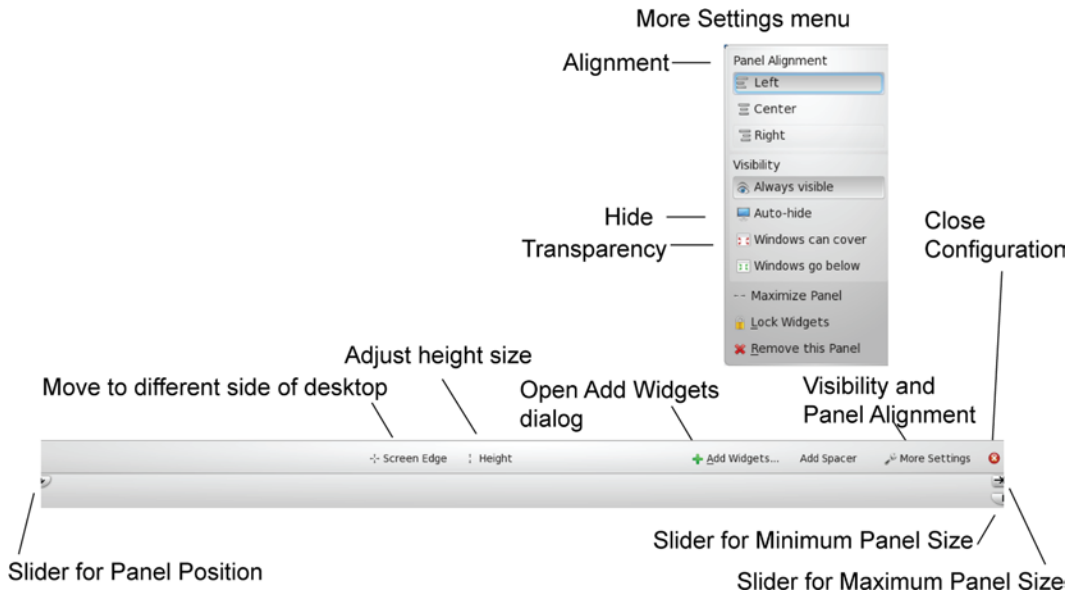 More Settings menu
Alignment
Panel Alignment
Left
Center
Right
Visibility
Always visible
Hide
Auto-hide
Transparency
Windows can cover
Windows go below
Maximize Panel
Lock Widgets
Remove this Panel
Close
Configuration
Adjust height size
Move to different side of desktop
Open Add Widgets
dialog
Visibility and
Panel Alignment
Screen Edge
Height
Add Widgets...
Add Spacer
More Settings
Slider for Minimum Panel Size
Slider for Panel Position
Slider for Maximum Panel Size